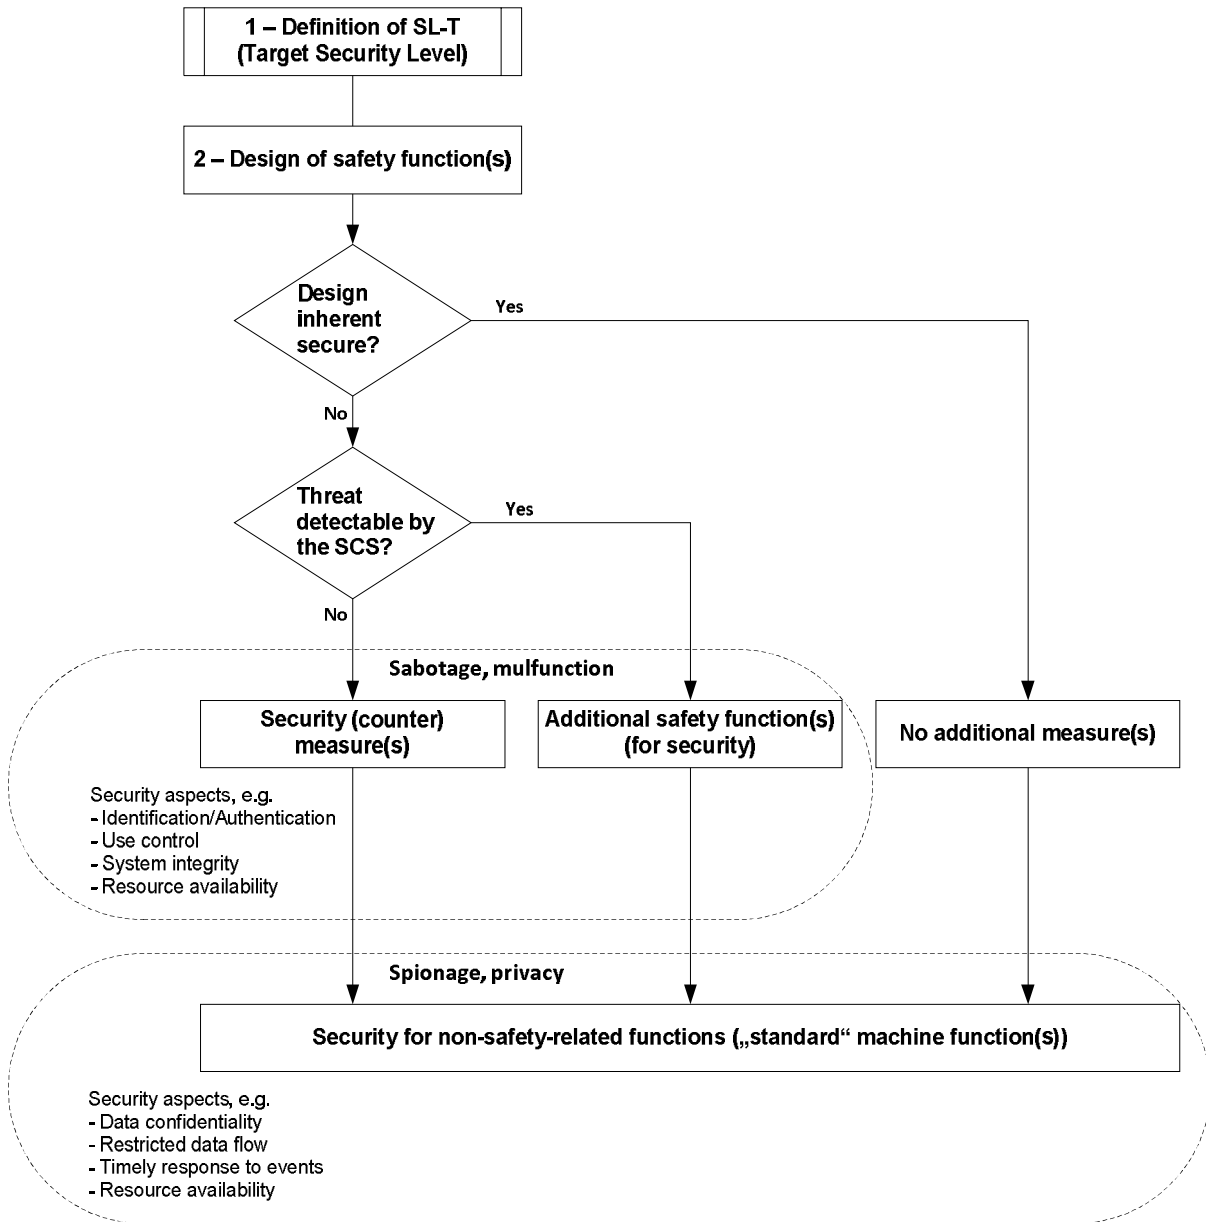 1 – Definition of SL-T
(Target Security Level)
2 – Design of safety function(s)
Design
inherent
secure?
Yes
No
Threat
detectable by
the SCS?
Yes
No
Sabotage, mulfunction
Security (counter)
measure(s)
Additional safety function(s)
(for security)
No additional measure(s)
Security aspects, e.g.
- Identification/Authentication
- Use control
- System integrity
- Resource availability
Spionage, privacy
Security for non-safety-related functions („standard“ machine function(s))
Security aspects, e.g.
- Data confidentiality
- Restricted data flow
- Timely response to events
- Resource availability